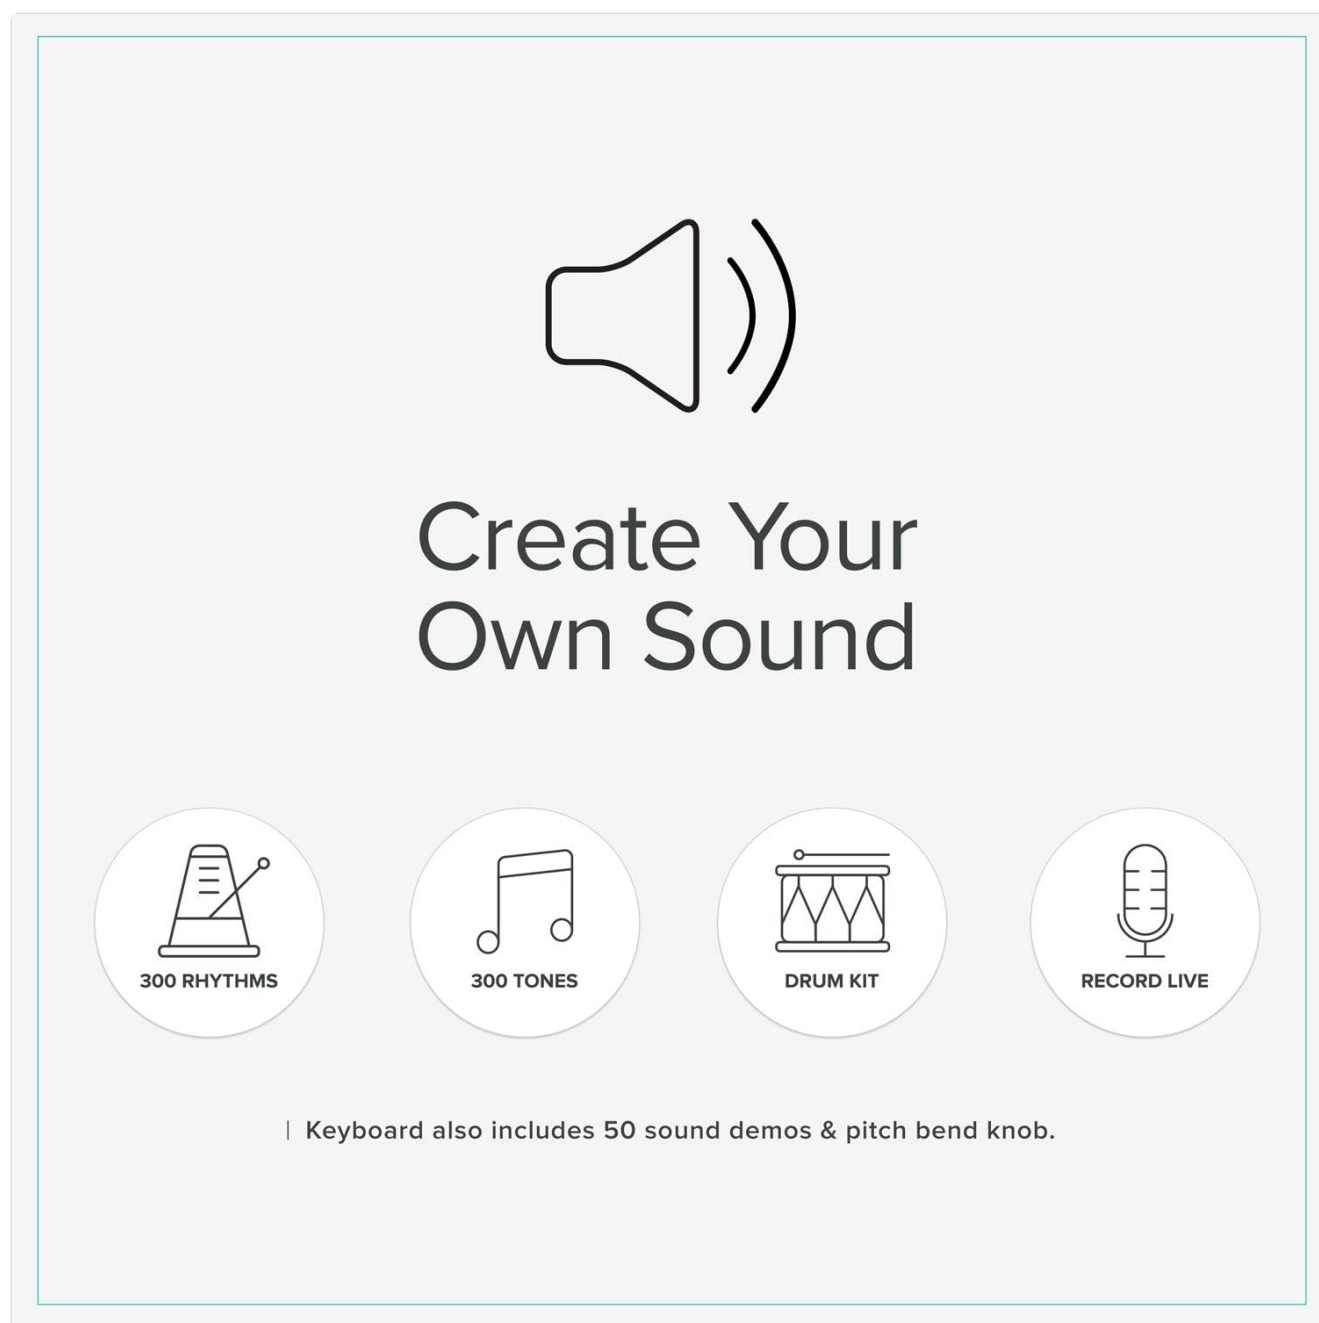 Create Your
Own Sound
300 RHYTHMS
300 TONES
DRUM KIT
RECORD LIVE
| Keyboard also includes 50 sound demos & pitch bend knob.